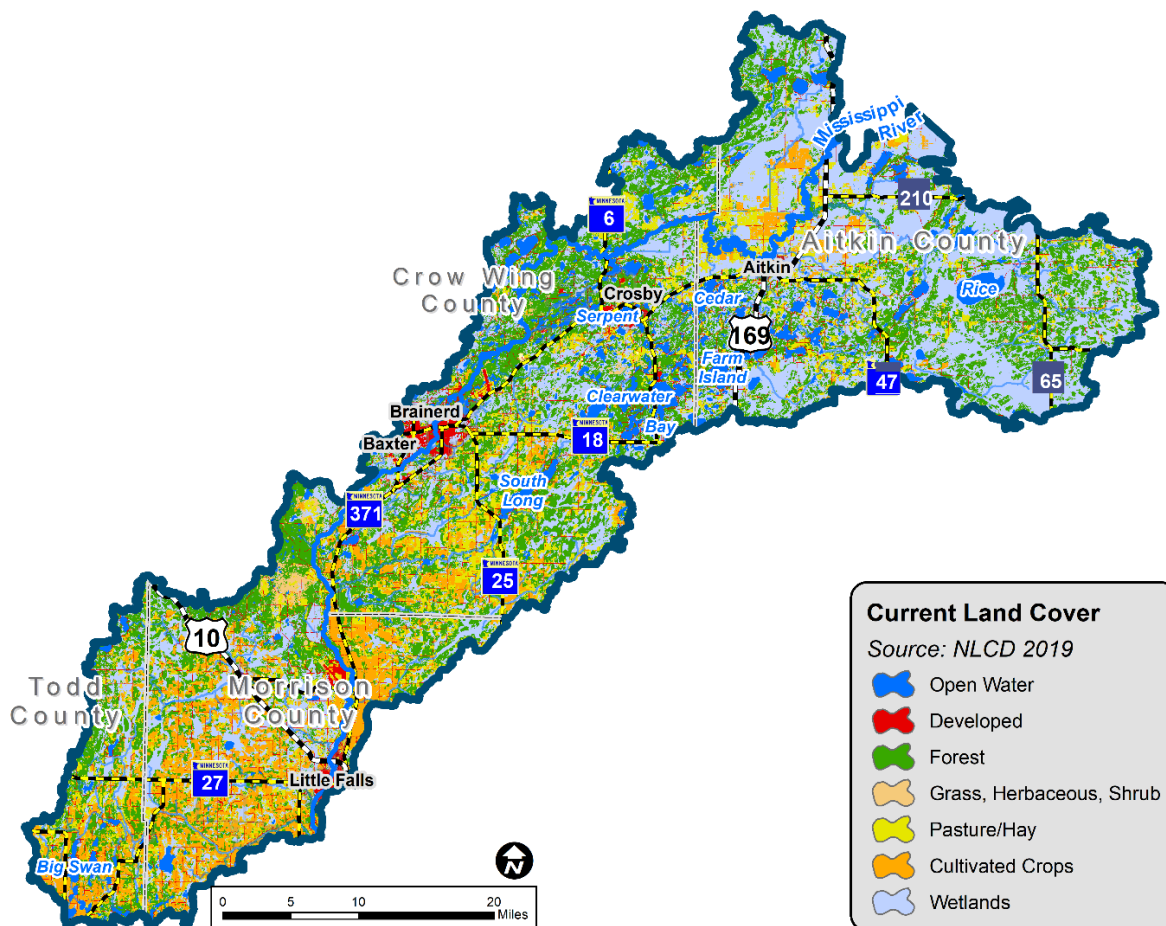 Mississippi
River
MINNESOTA
6
210
Aitkin County
Aitkin
Crow Wing
County
Rice
Crosby
Cedar
Serpent
169
Farm
Island
47
65
Clearwater
Brainerd
Bay
Baxter
18
South
Long
MINNESOTA
371
25
10
Todd
County
Morrison
County
27
Little Falls
Big Swan
N
0 5 10 20
Miles
Current Land Cover
Source: NLCD 2019
Open Water
Developed
Forest
Grass, Herbaceous, Shrub
Pasture/Hay
Cultivated Crops
Wetlands